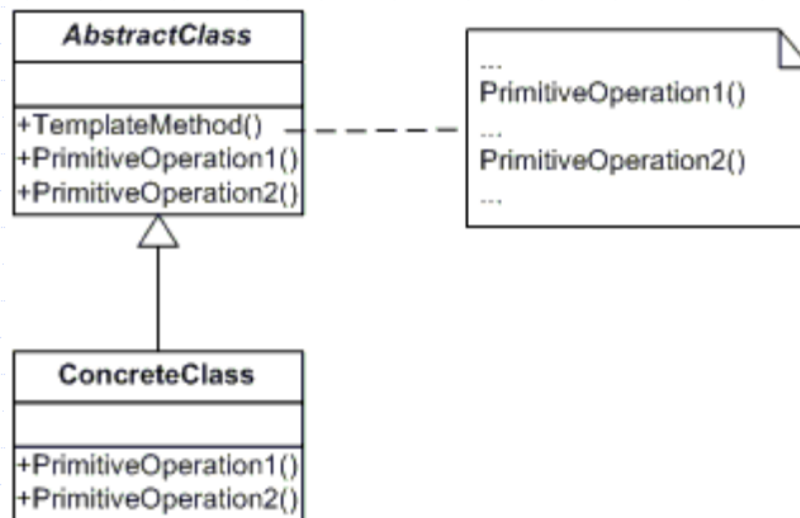 AbstractClass
+TemplateMethod()
+PrimitiveOperation1()
+PrimitiveOperation2()
...
PrimitiveOperation1()
...
PrimitiveOperation2()
...
ConcreteClass
+PrimitiveOperation1()
+PrimitiveOperation2()